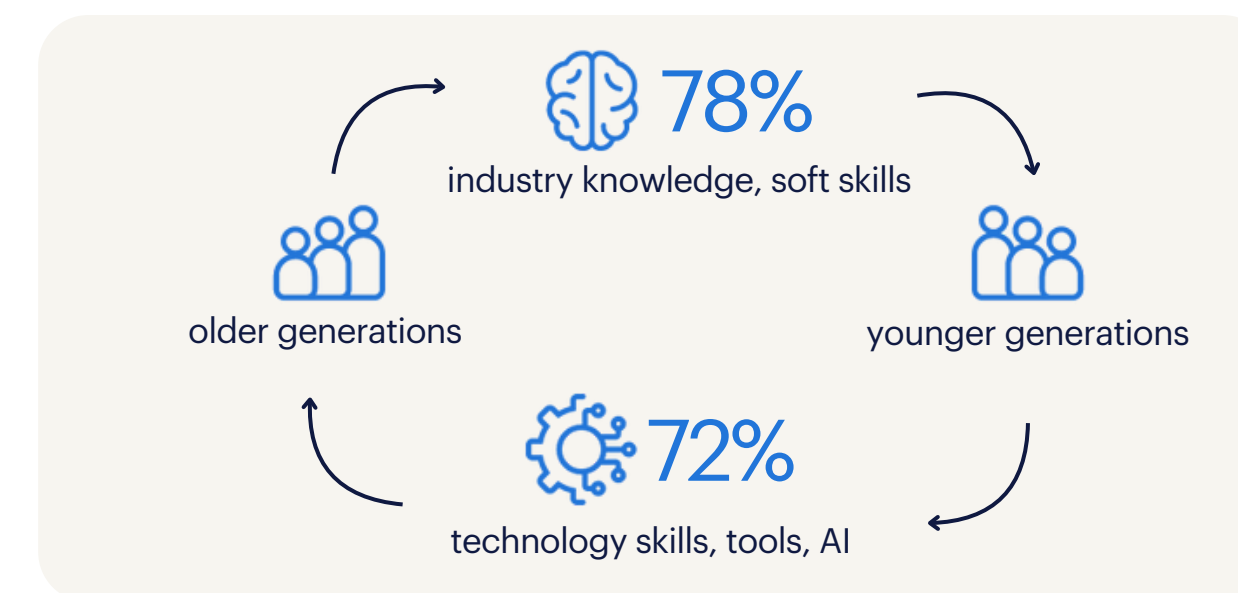 78%
industry knowledge, soft skills
older generations
younger generations
72%
technology skills, tools, AI